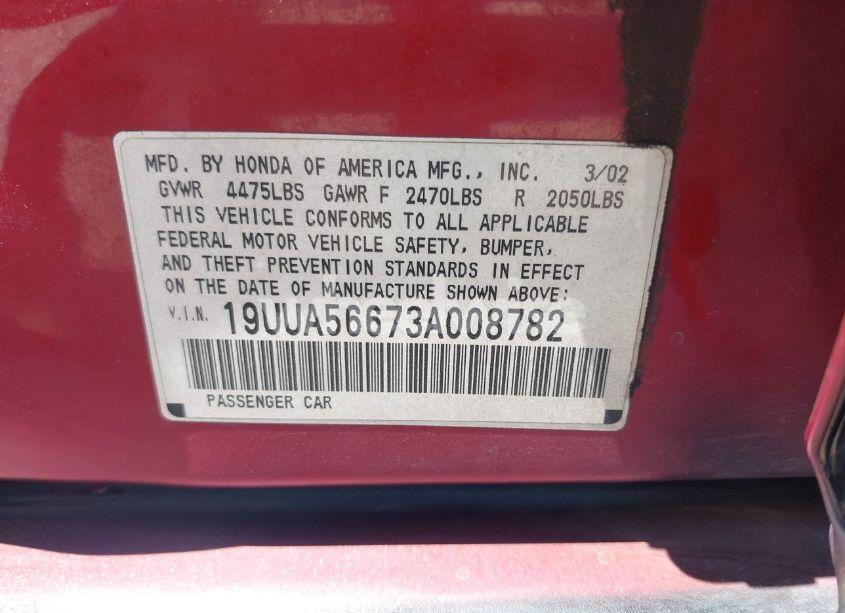 MFD. BY HONDA OF AMERICA MFG., INC. 3/02
GVWR 4475LBS GAWR F 2470LBS R 2050LBS
THIS VEHICLE CONFORMS TO ALL APPLICABLE
FEDERAL MOTOR VEHICLE SAFETY, BUMPER,
AND THEFT PREVENTION STANDARDS IN EFFECT
ON THE DATE OF MANUFACTURE SHOWN ABOVE:
V.I.N. 19UUA56673A008782
PASSENGER CAR